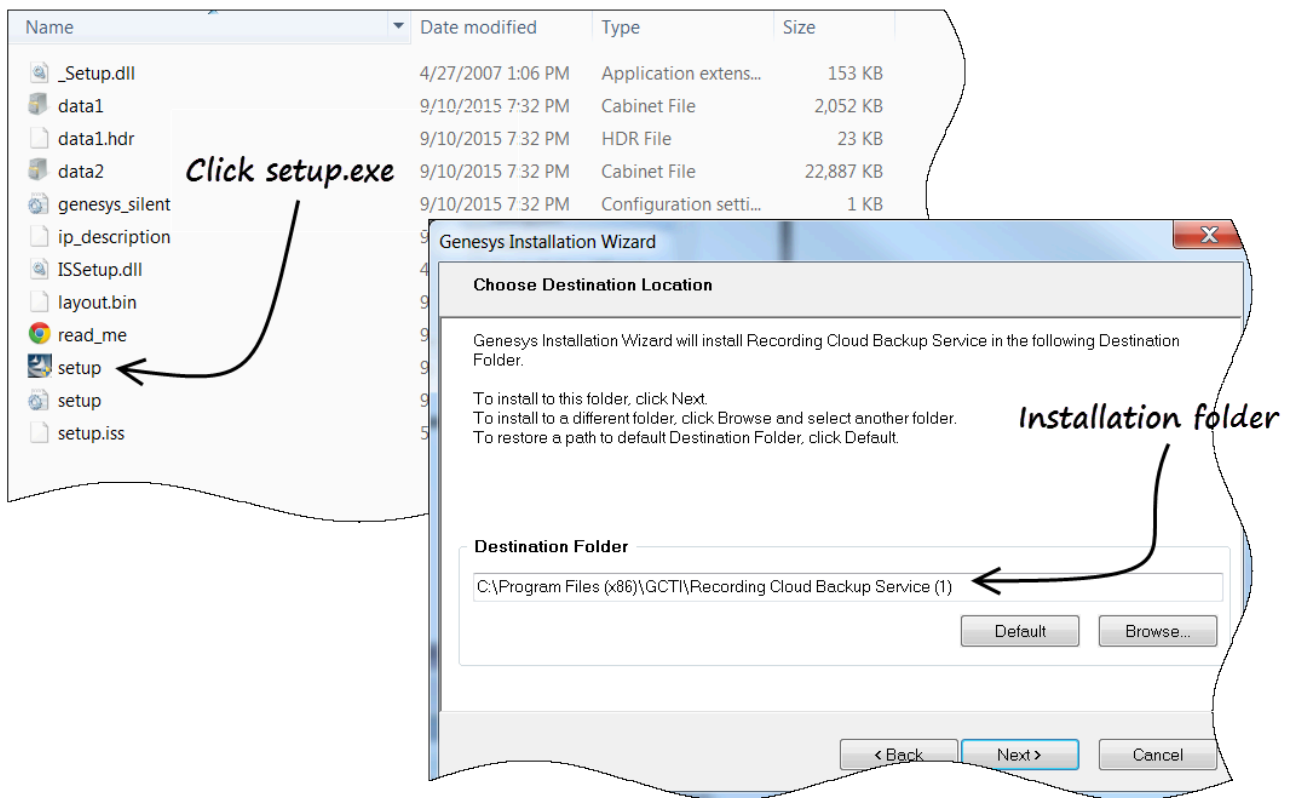 Name Date modified Type Size
_Setup.dll 4/27/2007 1:06 PM Application extens... 153 KB
data1 9/10/2015 7:32 PM Cabinet File 2,052 KB
data1.hdr 9/10/2015 7:32 PM HDR File 23 KB
data2 9/10/2015 7:32 PM Cabinet File 22,887 KB
Click setup.exe
genesys_silent 9/10/2015 7:32 PM Configuration setti... 1 KB
ip_description 9
ISSetup.dll 4
layout.bin 9
read_me 9
setup 9
setup 9
setup.iss 5
Genesys Installation Wizard
X
Choose Destination Location
Genesys Installation Wizard will install Recording Cloud Backup Service in the following Destination
Folder.
To install to this folder, click Next.
To install to a different folder, click Browse and select another folder.
To restore a path to default Destination Folder, click Default.
Installation folder
Destination Folder
C:\Program Files (x86)\GCTI\Recording Cloud Backup Service (1)
Default Browse...
< Back Next > Cancel